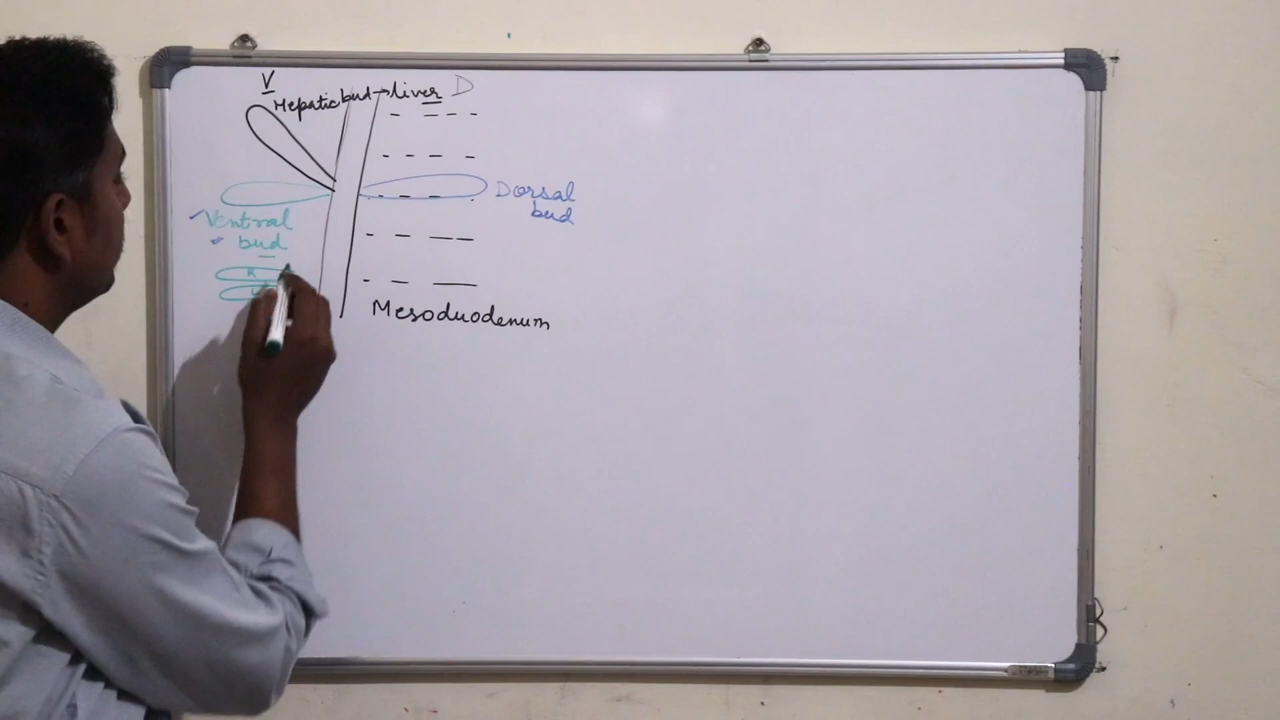 V
Hepatic bud → liver D
Dorsal
bud
Ventral
bud
R
L
Mesoduodenum